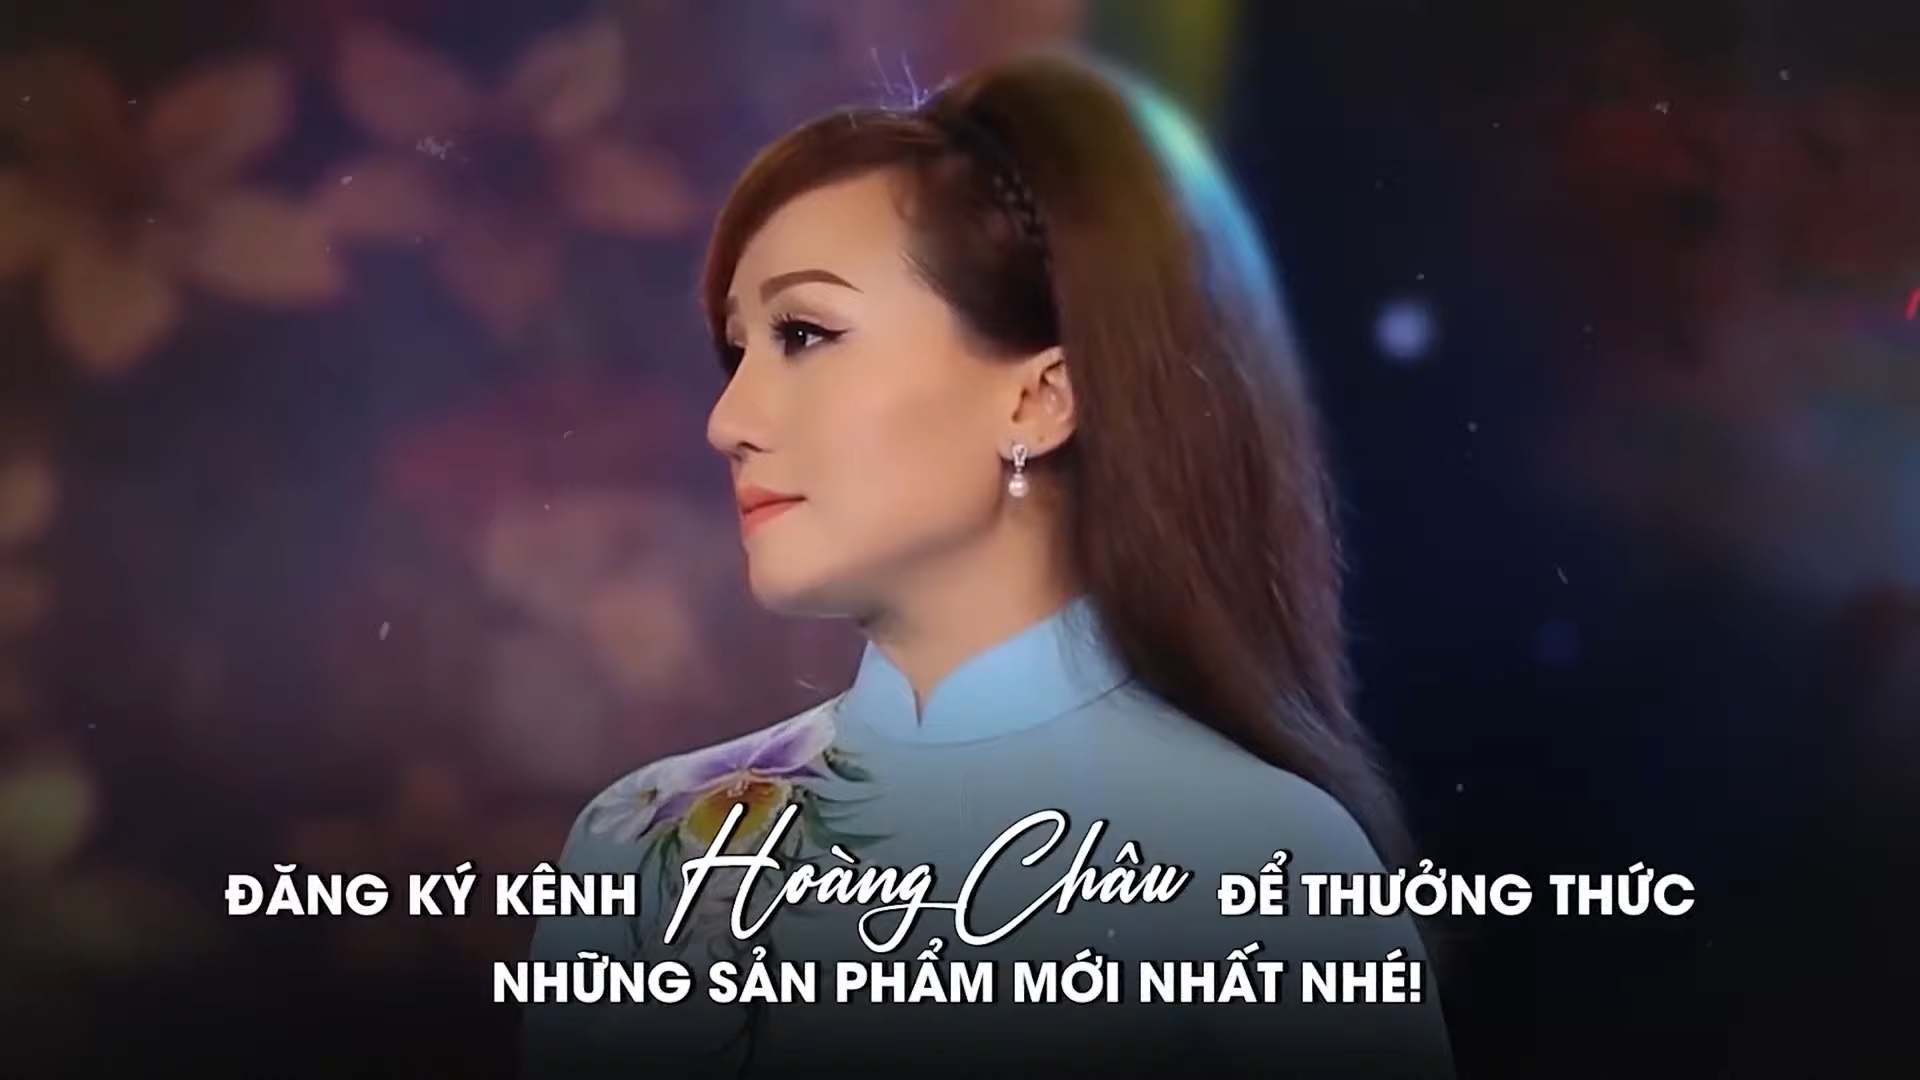 ĐĂNG KÝ KÊNH Hoàng Châu ĐỂ THƯỞNG THỨC
NHỮNG SẢN PHẨM MỚI NHẤT NHÉ!